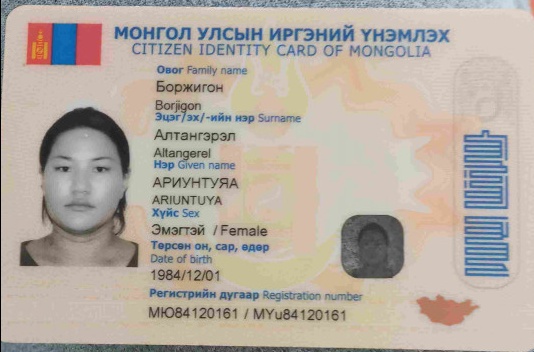 МОНГОЛ УЛСЫН ИРГЭНИЙ ҮНЭМЛЭХ
CITIZEN IDENTITY CARD OF MONGOLIA
Овог Family name
Боржигон
Borjigon
Эцэг/эх/-ийн нэр Surname
Алтангэрэл
Altangerel
Нэр Given name
АРИУНТУЯА
ARIUNTUYA
Хүйс Sex
Эмэгтэй / Female
Төрсөн он, сар, өдөр
Date of birth
1984/12/01
Регистрийн дугаар Registration number
МЮ84120161 / MYu84120161